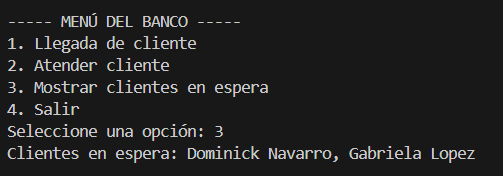 ----- MENÚ DEL BANCO -----
1. Llegada de cliente
2. Atender cliente
3. Mostrar clientes en espera
4. Salir
Seleccione una opción: 3
Clientes en espera: Dominick Navarro, Gabriela Lopez